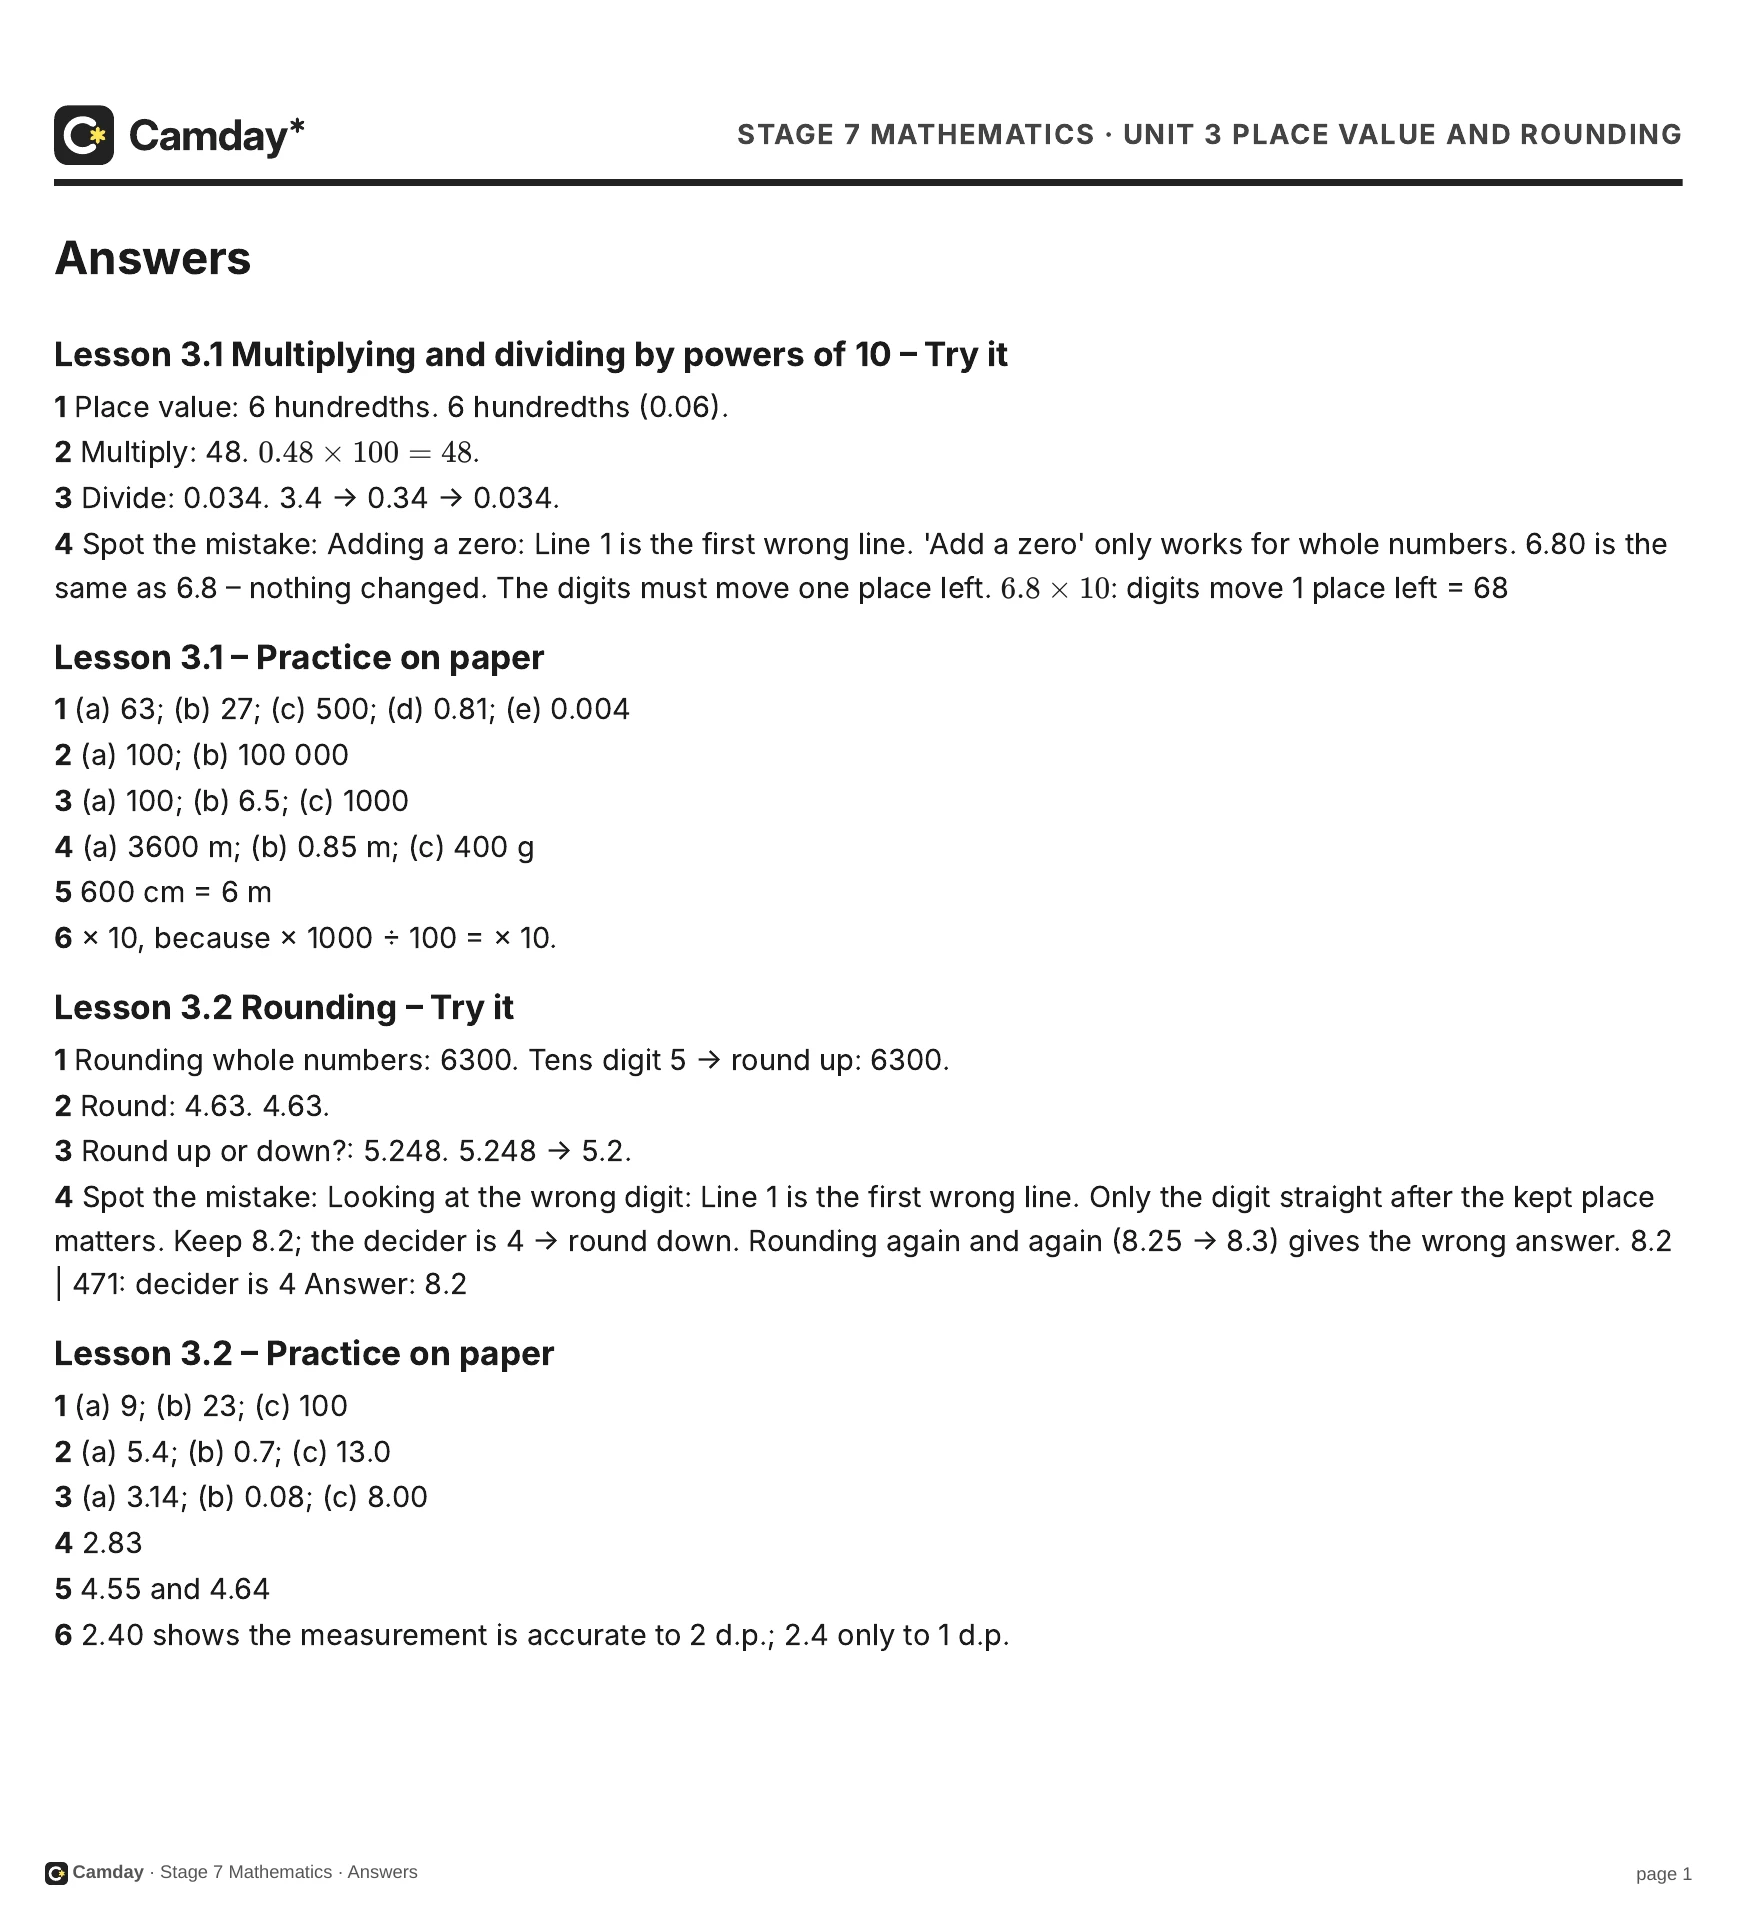 Camday*
STAGE 7 MATHEMATICS · UNIT 3 PLACE VALUE AND ROUNDING
Answers
Lesson 3.1 Multiplying and dividing by powers of 10 – Try it
1 Place value: 6 hundredths. 6 hundredths (0.06).
2 Multiply: 48. 0.48 × 100 = 48.
3 Divide: 0.034. 3.4 → 0.34 → 0.034.
4 Spot the mistake: Adding a zero: Line 1 is the first wrong line. 'Add a zero' only works for whole numbers. 6.80 is the
same as 6.8 – nothing changed. The digits must move one place left. 6.8 × 10: digits move 1 place left = 68
Lesson 3.1 – Practice on paper
1 (a) 63; (b) 27; (c) 500; (d) 0.81; (e) 0.004
2 (a) 100; (b) 100 000
3 (a) 100; (b) 6.5; (c) 1000
4 (a) 3600 m; (b) 0.85 m; (c) 400 g
5 600 cm = 6 m
6 × 10, because × 1000 ÷ 100 = × 10.
Lesson 3.2 Rounding – Try it
1 Rounding whole numbers: 6300. Tens digit 5 → round up: 6300.
2 Round: 4.63. 4.63.
3 Round up or down?: 5.248. 5.248 → 5.2.
4 Spot the mistake: Looking at the wrong digit: Line 1 is the first wrong line. Only the digit straight after the kept place
matters. Keep 8.2; the decider is 4 → round down. Rounding again and again (8.25 → 8.3) gives the wrong answer. 8.2
| 471: decider is 4 Answer: 8.2
Lesson 3.2 – Practice on paper
1 (a) 9; (b) 23; (c) 100
2 (a) 5.4; (b) 0.7; (c) 13.0
3 (a) 3.14; (b) 0.08; (c) 8.00
4 2.83
5 4.55 and 4.64
6 2.40 shows the measurement is accurate to 2 d.p.; 2.4 only to 1 d.p.
Camday · Stage 7 Mathematics · Answers
page 1